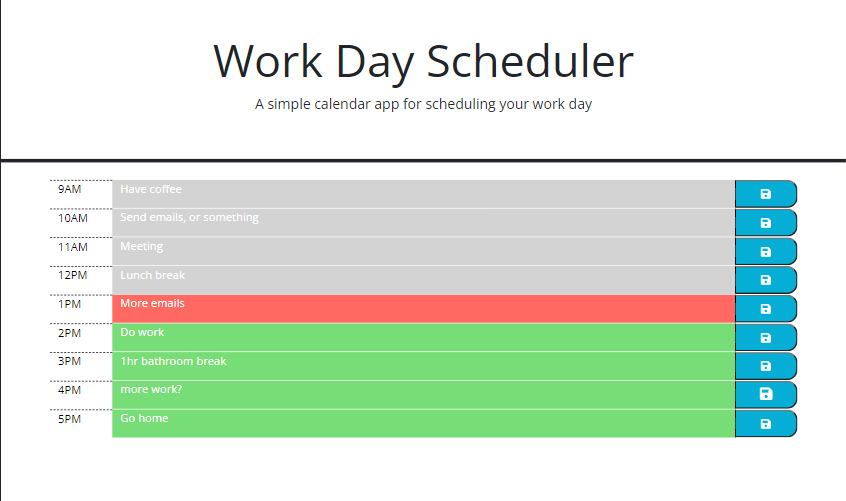 Work Day Scheduler
A simple calendar app for scheduling your work day
9AM Have coffee
10AM Send emails, or something
11AM Meeting
12PM Lunch break
1PM More emails
2PM Do work
3PM 1hr bathroom break
4PM more work?
5PM Go home